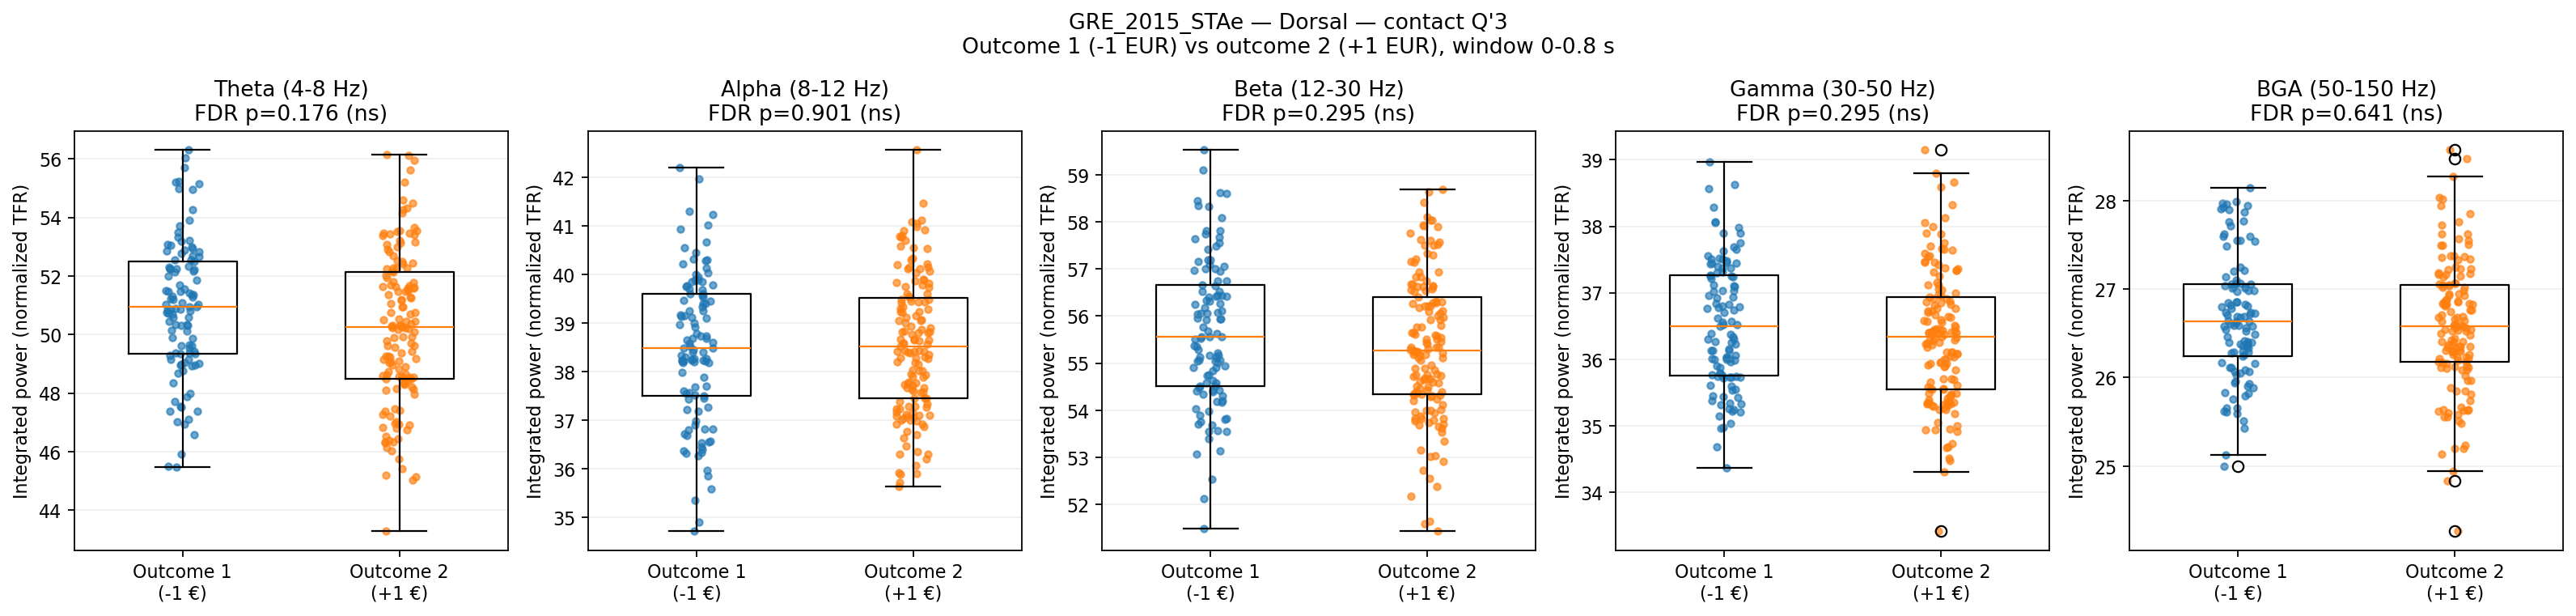 GRE_2015_STAe — Dorsal — contact Q'3
Outcome 1 (-1 EUR) vs outcome 2 (+1 EUR), window 0-0.8 s
Theta (4-8 Hz)
FDR p=0.176 (ns)
Integrated power (normalized TFR)
56
54
52
50
48
46
44
Outcome 1
(-1 €)
Outcome 2
(+1 €)
Alpha (8-12 Hz)
FDR p=0.901 (ns)
Integrated power (normalized TFR)
42
41
40
39
38
37
36
35
Outcome 1
(-1 €)
Outcome 2
(+1 €)
Beta (12-30 Hz)
FDR p=0.295 (ns)
Integrated power (normalized TFR)
59
58
57
56
55
54
53
52
Outcome 1
(-1 €)
Outcome 2
(+1 €)
Gamma (30-50 Hz)
FDR p=0.295 (ns)
Integrated power (normalized TFR)
39
38
37
36
35
34
Outcome 1
(-1 €)
Outcome 2
(+1 €)
BGA (50-150 Hz)
FDR p=0.641 (ns)
Integrated power (normalized TFR)
28
27
26
25
Outcome 1
(-1 €)
Outcome 2
(+1 €)